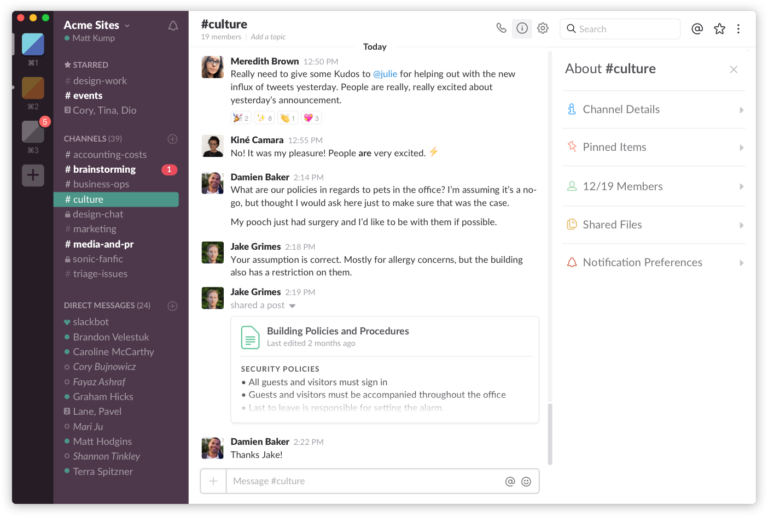 ⌘1
⌘2
5
⌘3
Acme Sites
Matt Kump
STARRED
# design-work
# events
2 Cory, Tina, Dio
CHANNELS (39)
# accounting-costs
# brainstorming 1
# business-ops
# culture
design-chat
# marketing
# media-and-pr
sonic-fanfic
# triage-issues
DIRECT MESSAGES (24)
slackbot
Brandon Velestuk
Caroline McCarthy
Cory Bujnowicz
Fayaz Ashraf
Graham Hicks
2 Lane, Pavel
Mari Ju
Matt Hodgins
Shannon Tinkley
Terra Spitzner
#culture
19 members | Add a topic
Search
Today
Meredith Brown 12:50 PM
Really need to give some Kudos to @julie for helping out with the new
influx of tweets yesterday. People are really, really excited about
yesterday's announcement.
🎉 2 ✨ 8 👏 1 💖 3
Kiné Camara 12:55 PM
No! It was my pleasure! People are very excited. ⚡
Damien Baker 2:14 PM
What are our policies in regards to pets in the office? I'm assuming it's a no-
go, but thought I would ask here just to make sure that was the case.
My pooch just had surgery and I'd like to be with them if possible.
Jake Grimes 2:18 PM
Your assumption is correct. Mostly for allergy concerns, but the building
also has a restriction on them.
Jake Grimes 2:19 PM
shared a post
Building Policies and Procedures
Last edited 2 months ago
SECURITY POLICIES
• All guests and visitors must sign in
• Guests and visitors must be accompanied throughout the office
• Last to leave is responsible for setting the alarm.
Damien Baker 2:22 PM
Thanks Jake!
+ Message #culture @
About #culture
Channel Details
Pinned Items
12/19 Members
Shared Files
Notification Preferences